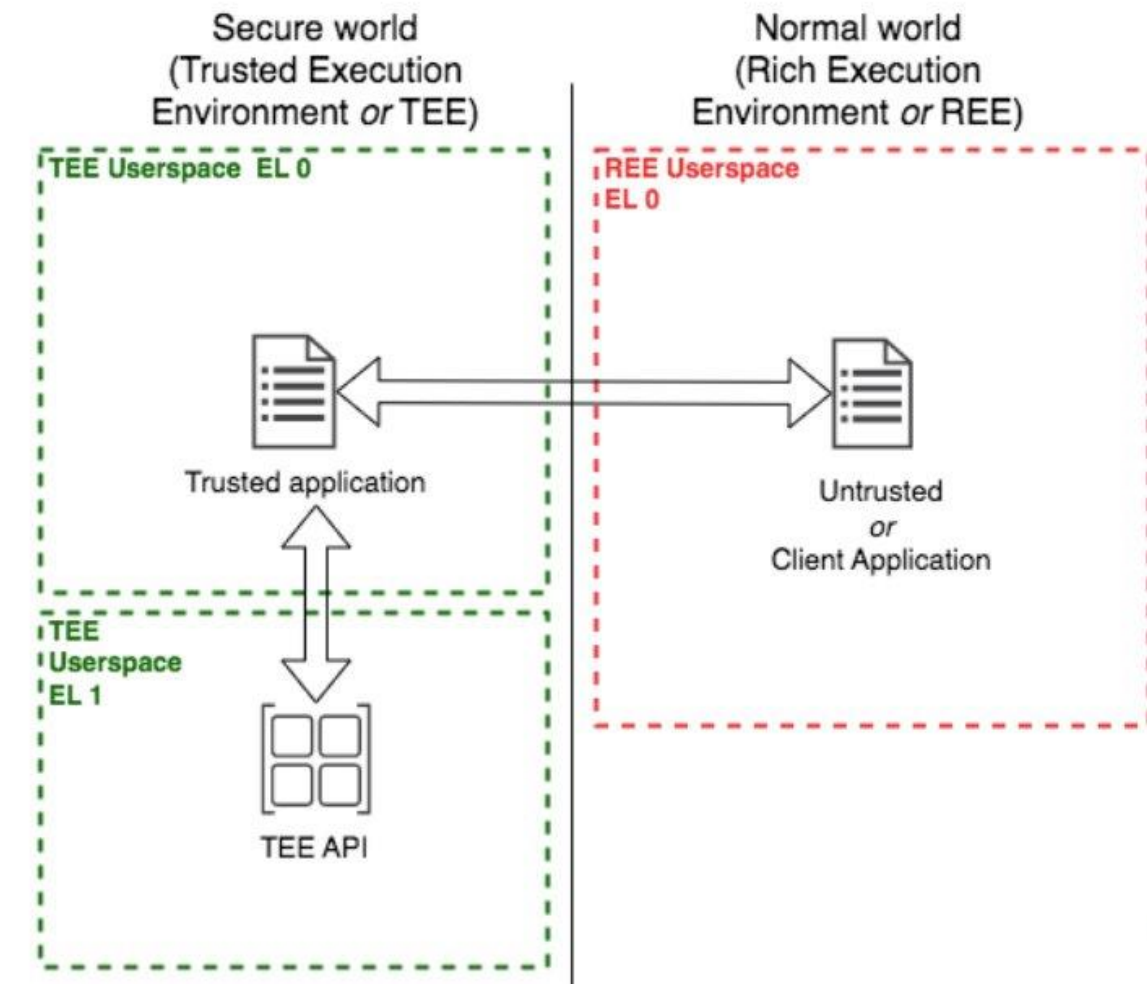 Secure world
(Trusted Execution
Environment or TEE)
Normal world
(Rich Execution
Environment or REE)
TEE Userspace EL 0
REE Userspace
EL 0
Trusted application
Untrusted
or
Client Application
TEE
Userspace
EL 1
TEE API